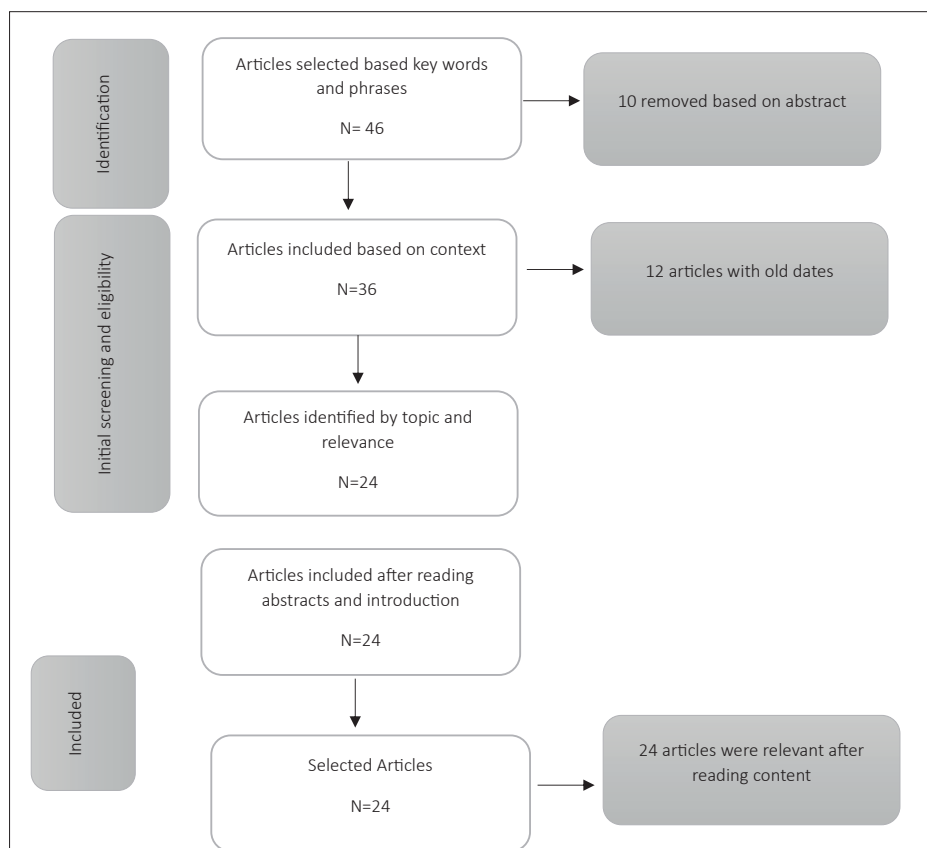 Identification
Articles selected based key words
and phrases
N= 46
10 removed based on abstract
Initial screening and eligibility
Articles included based on context
N=36
12 articles with old dates
Articles identified by topic and
relevance
N=24
Articles included after reading
abstracts and introduction
N=24
Included
Selected Articles
N=24
24 articles were relevant after
reading content